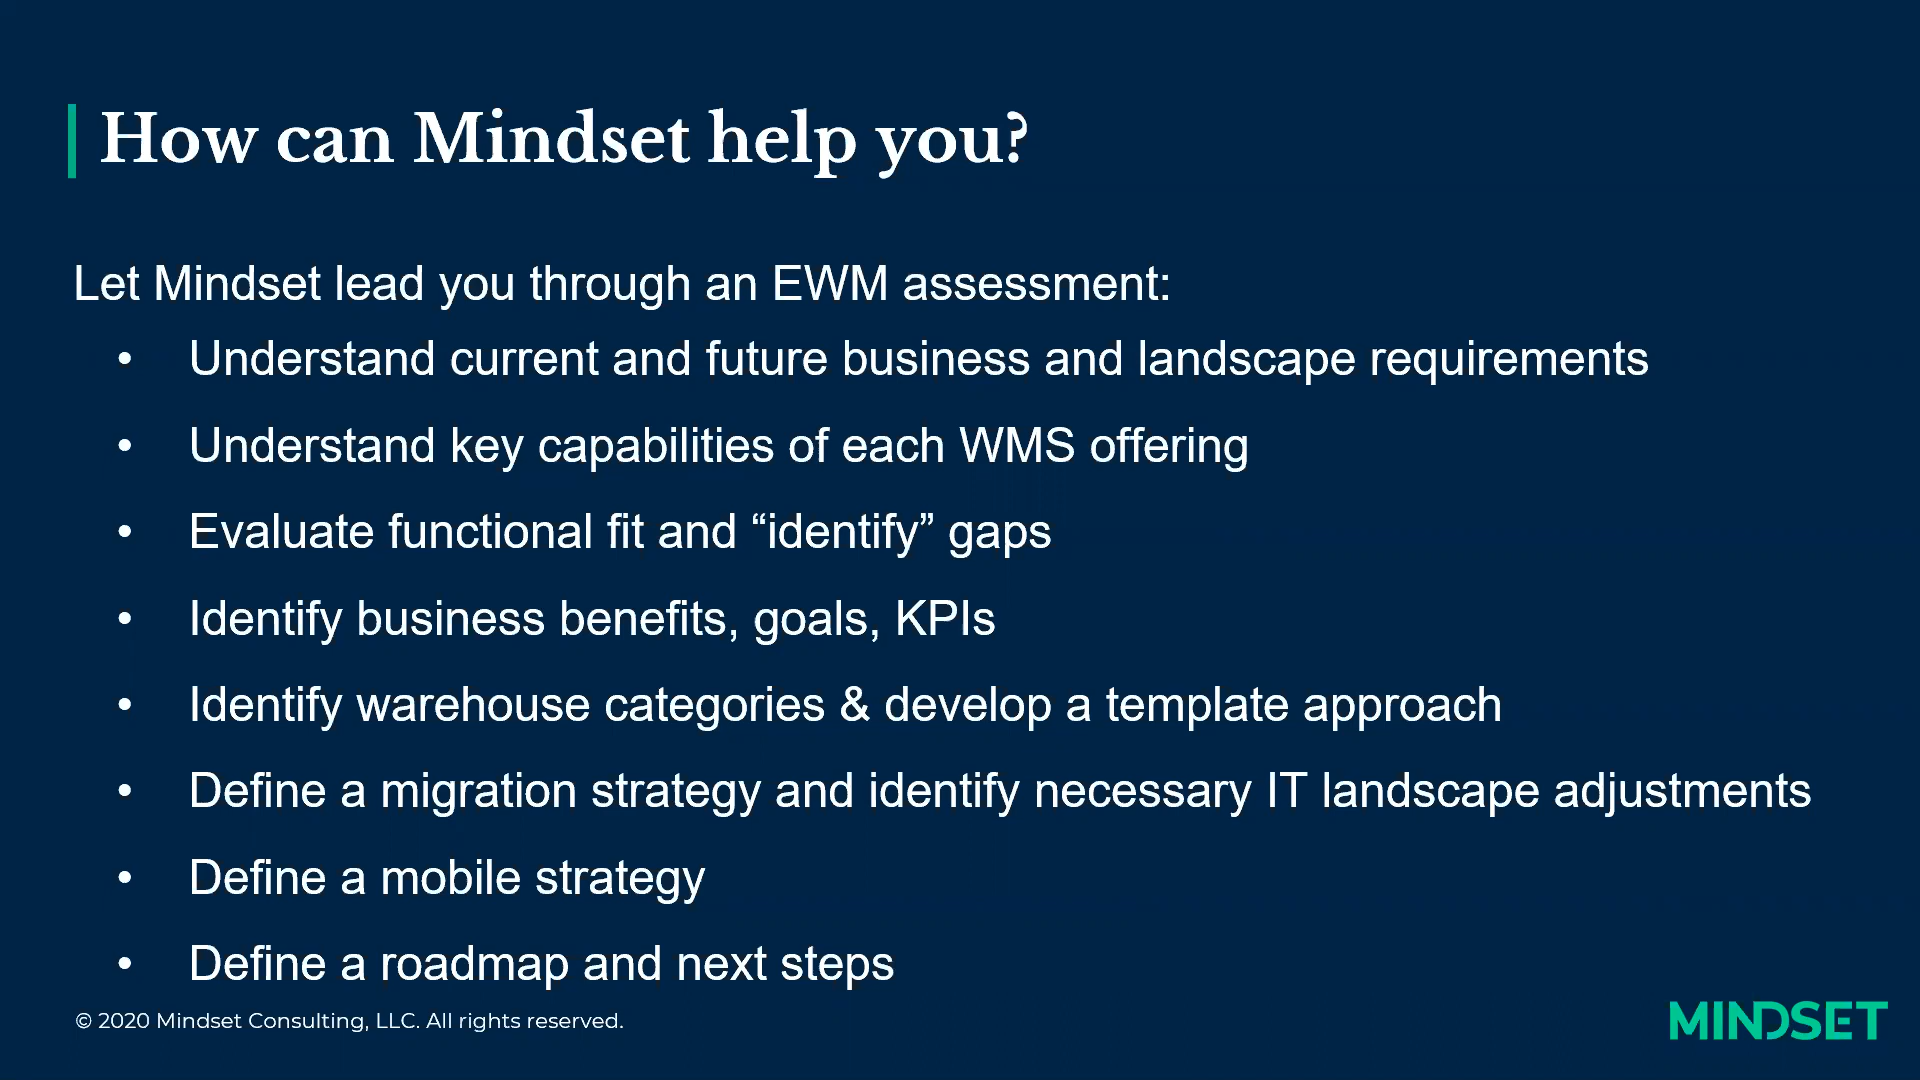 How can Mindset help you?
Let Mindset lead you through an EWM assessment:
• Understand current and future business and landscape requirements
• Understand key capabilities of each WMS offering
• Evaluate functional fit and “identify” gaps
• Identify business benefits, goals, KPIs
• Identify warehouse categories & develop a template approach
• Define a migration strategy and identify necessary IT landscape adjustments
• Define a mobile strategy
• Define a roadmap and next steps
© 2020 Mindset Consulting, LLC. All rights reserved.
MINDSET